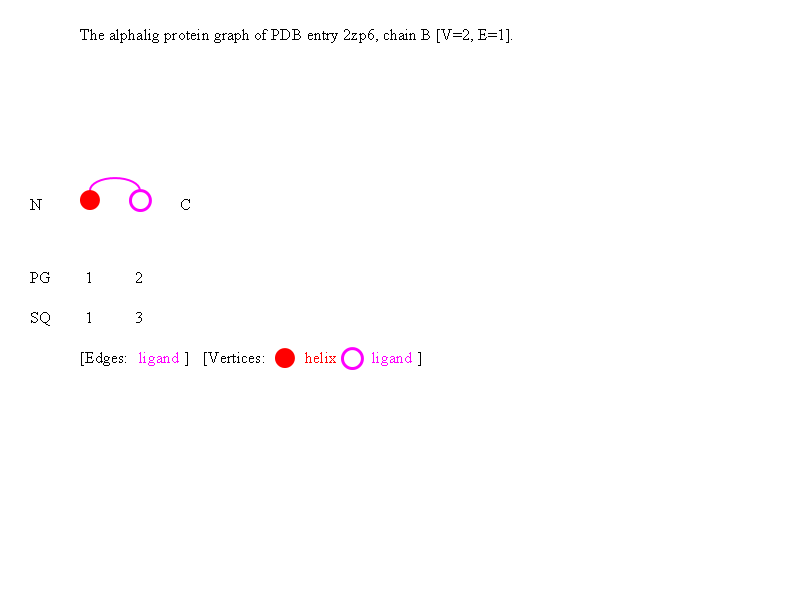 The alphalig protein graph of PDB entry 2zp6, chain B [V=2, E=1].
N C
PG 1 2
SQ 1 3
[Edges: ligand ] [Vertices: helix ligand ]